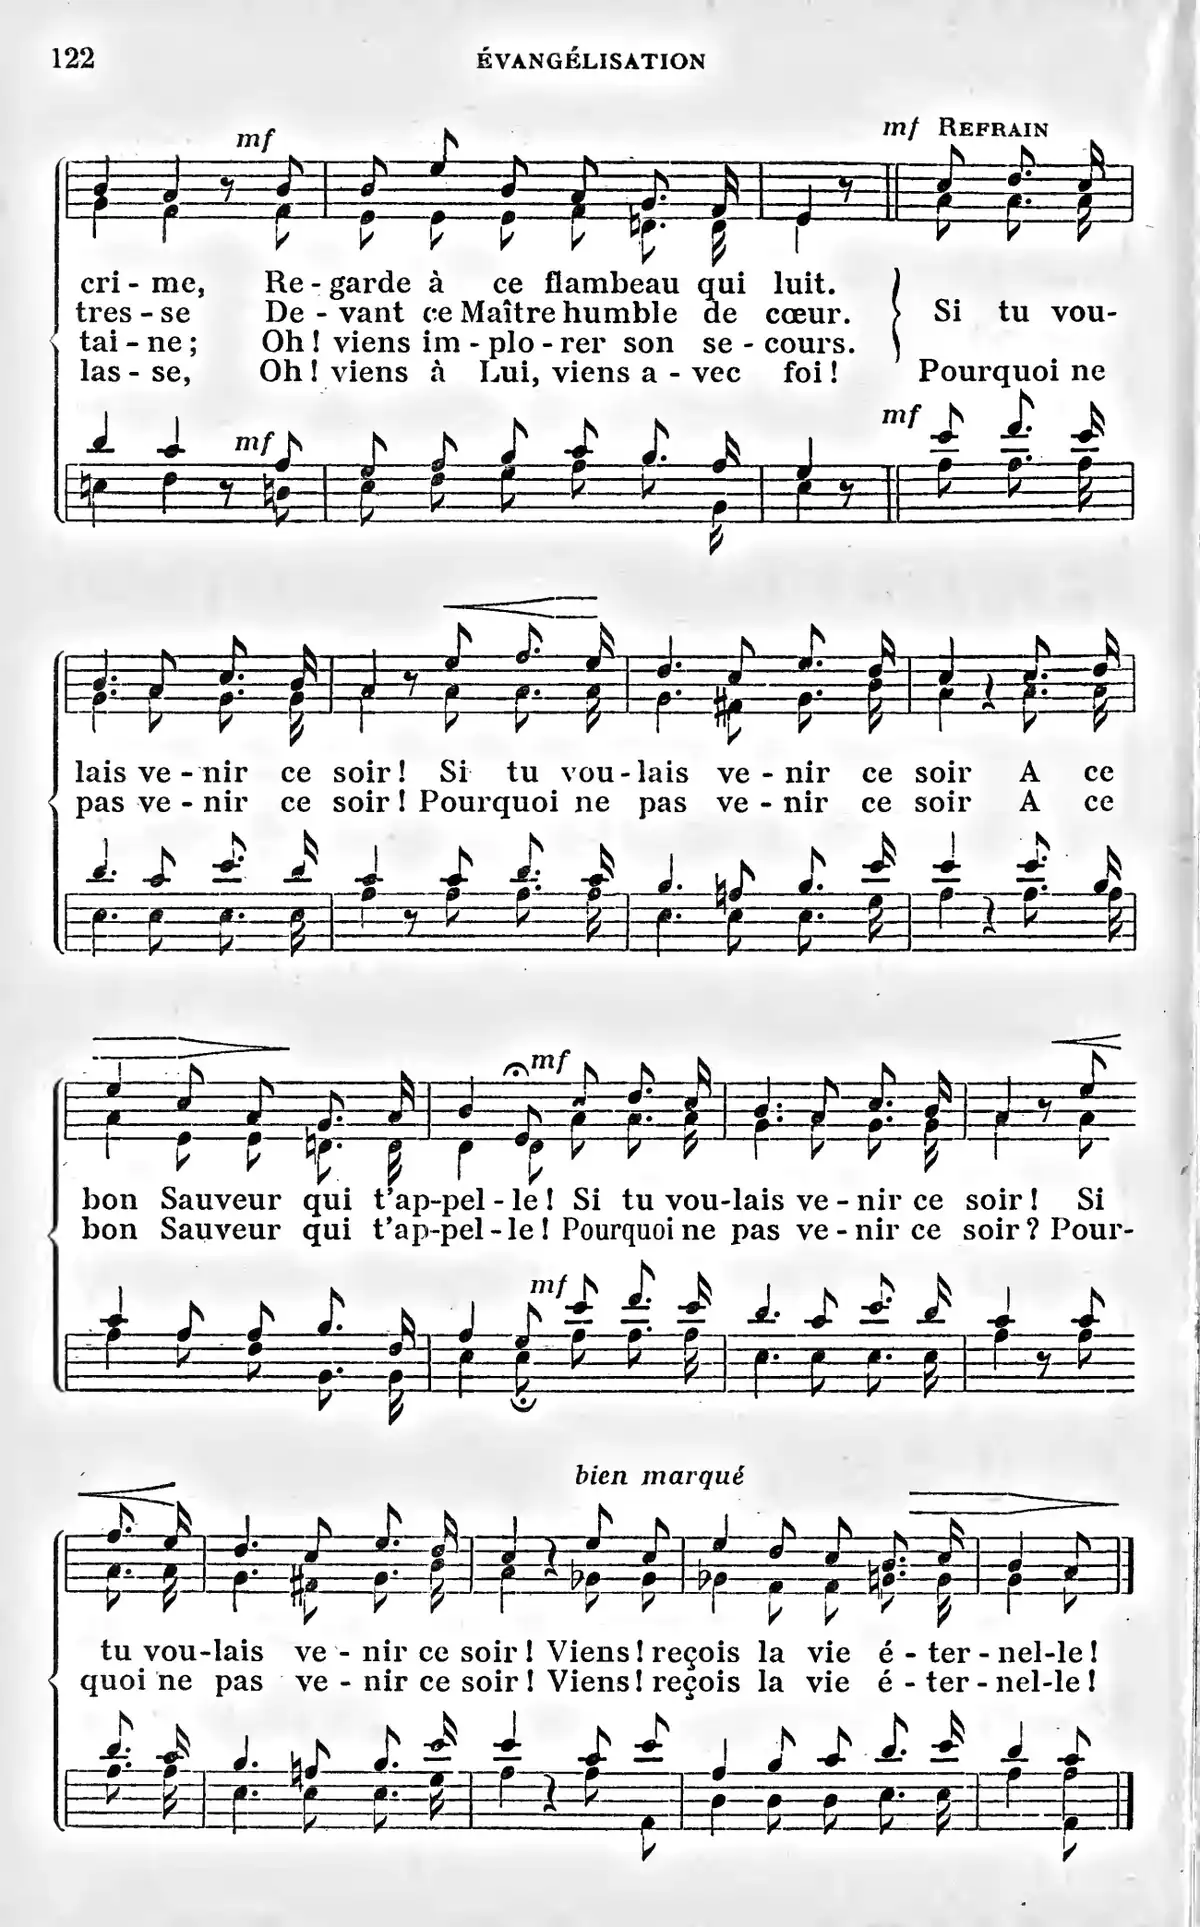 122 ÉVANGÉLISATION
mf
mf REFRAIN
cri - me, Re - garde à ce flambeau qui luit.
tres - se De - vant ce Maître humble de cœur. Si tu vou-
tai - ne; Oh! viens im - plo - rer son se - cours.
las - se, Oh! viens à Lui, viens a - vec foi! Pourquoi ne
mf
mf
lais ve - nir ce soir! Si tu vou - lais ve - nir ce soir A ce
pas ve - nir ce soir! Pourquoi ne pas ve - nir ce soir A ce
mf
bon Sauveur qui t'ap-pel - le! Si tu vou-lais ve - nir ce soir! Si
bon Sauveur qui t'ap-pel - le! Pourquoi ne pas ve - nir ce soir? Pour-
mf
bien marqué
tu vou-lais ve - nir ce soir! Viens! reçois la vie é - ter - nel-le!
quoi ne pas ve - nir ce soir! Viens! reçois la vie é - ter - nel-le!